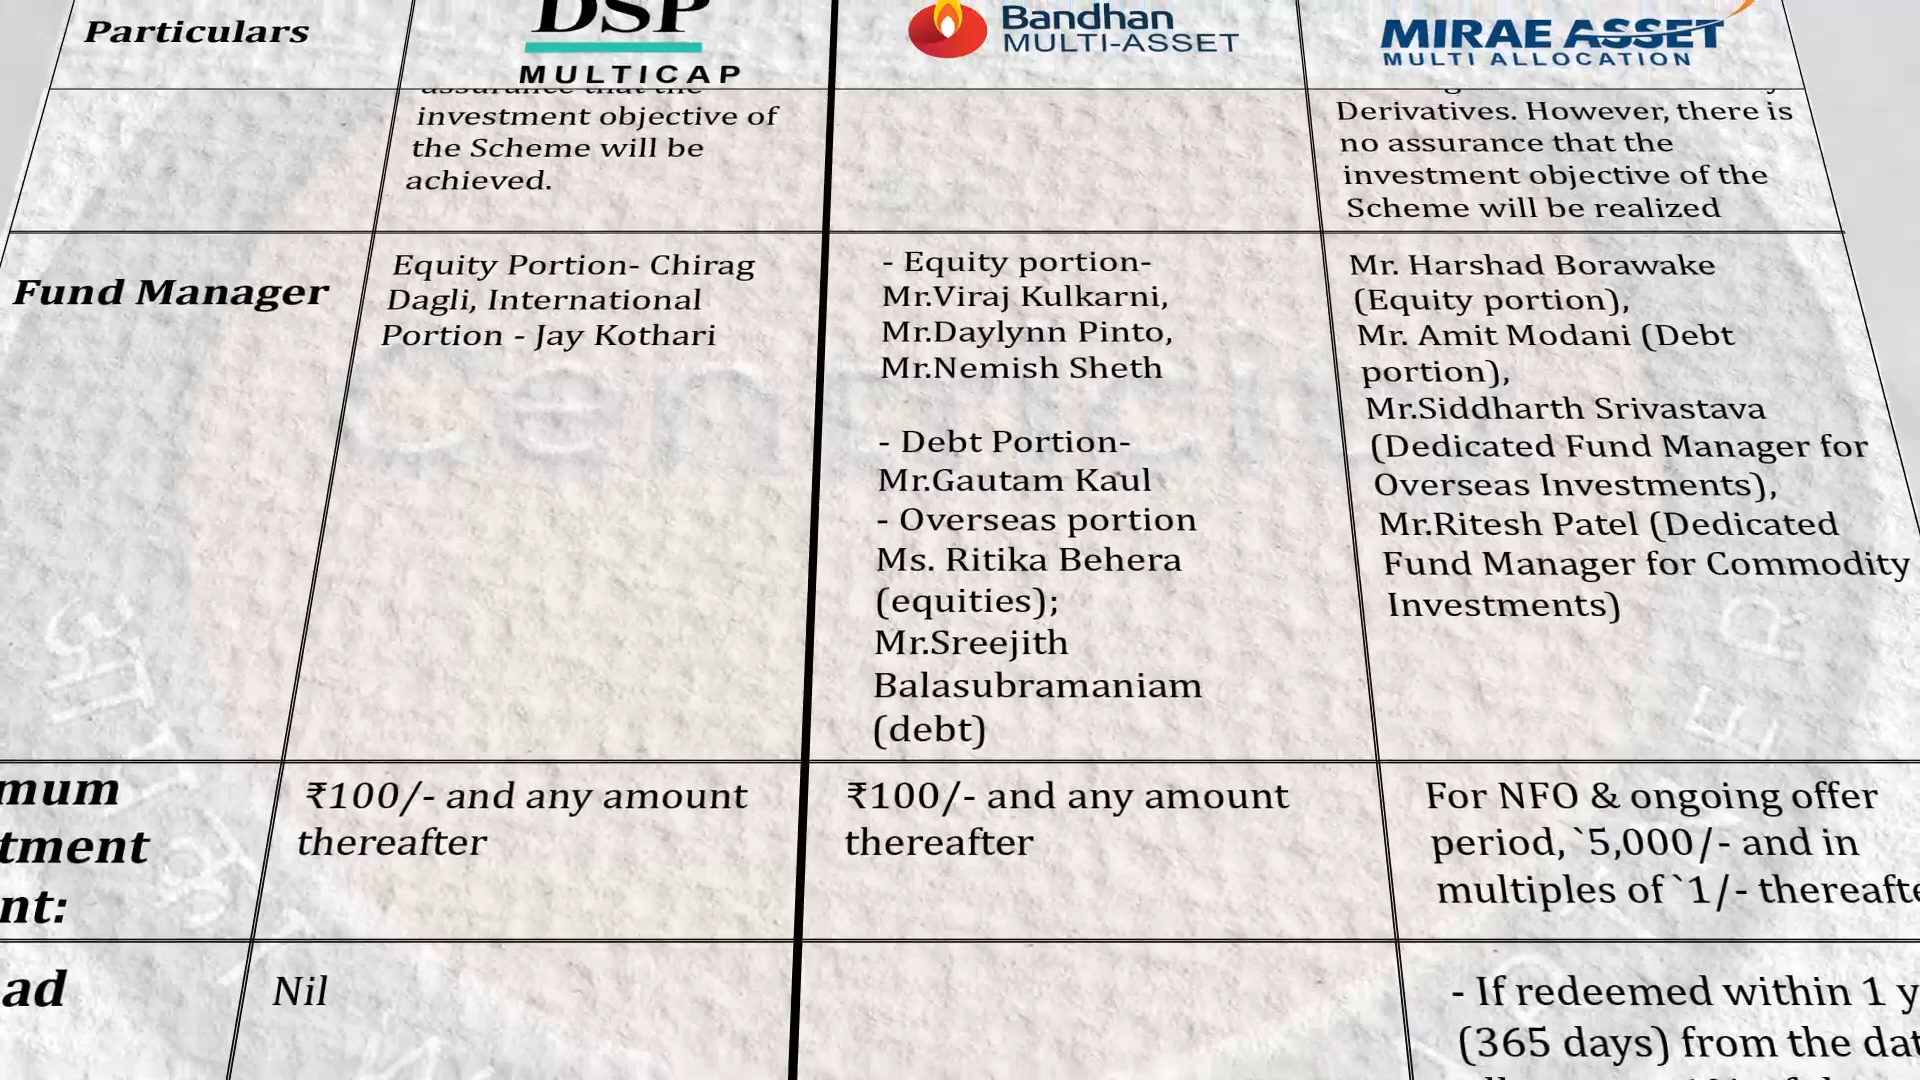 Particulars
DSP
MULTICAP
Bandhan
MULTI-ASSET
MIRAE ASSET
MULTI ALLOCATION
assurance that the
investment objective of
the Scheme will be
achieved.
Derivatives. However, there is
no assurance that the
investment objective of the
Scheme will be realized
Fund Manager
Equity Portion- Chirag
Dagli, International
Portion - Jay Kothari
- Equity portion-
Mr.Viraj Kulkarni,
Mr.Daylynn Pinto,
Mr.Nemish Sheth
- Debt Portion-
Mr.Gautam Kaul
- Overseas portion
Ms. Ritika Behera
(equities);
Mr.Sreejith
Balasubramaniam
(debt)
Mr. Harshad Borawake
(Equity portion),
Mr. Amit Modani (Debt
portion),
Mr.Siddharth Srivastava
(Dedicated Fund Manager for
Overseas Investments),
Mr.Ritesh Patel (Dedicated
Fund Manager for Commodity
Investments)
mum
tment
nt:
₹100/- and any amount
thereafter
₹100/- and any amount
thereafter
For NFO & ongoing offer
period, `5,000/- and in
multiples of `1/- thereafte
ad
Nil
- If redeemed within 1 y
(365 days) from the dat